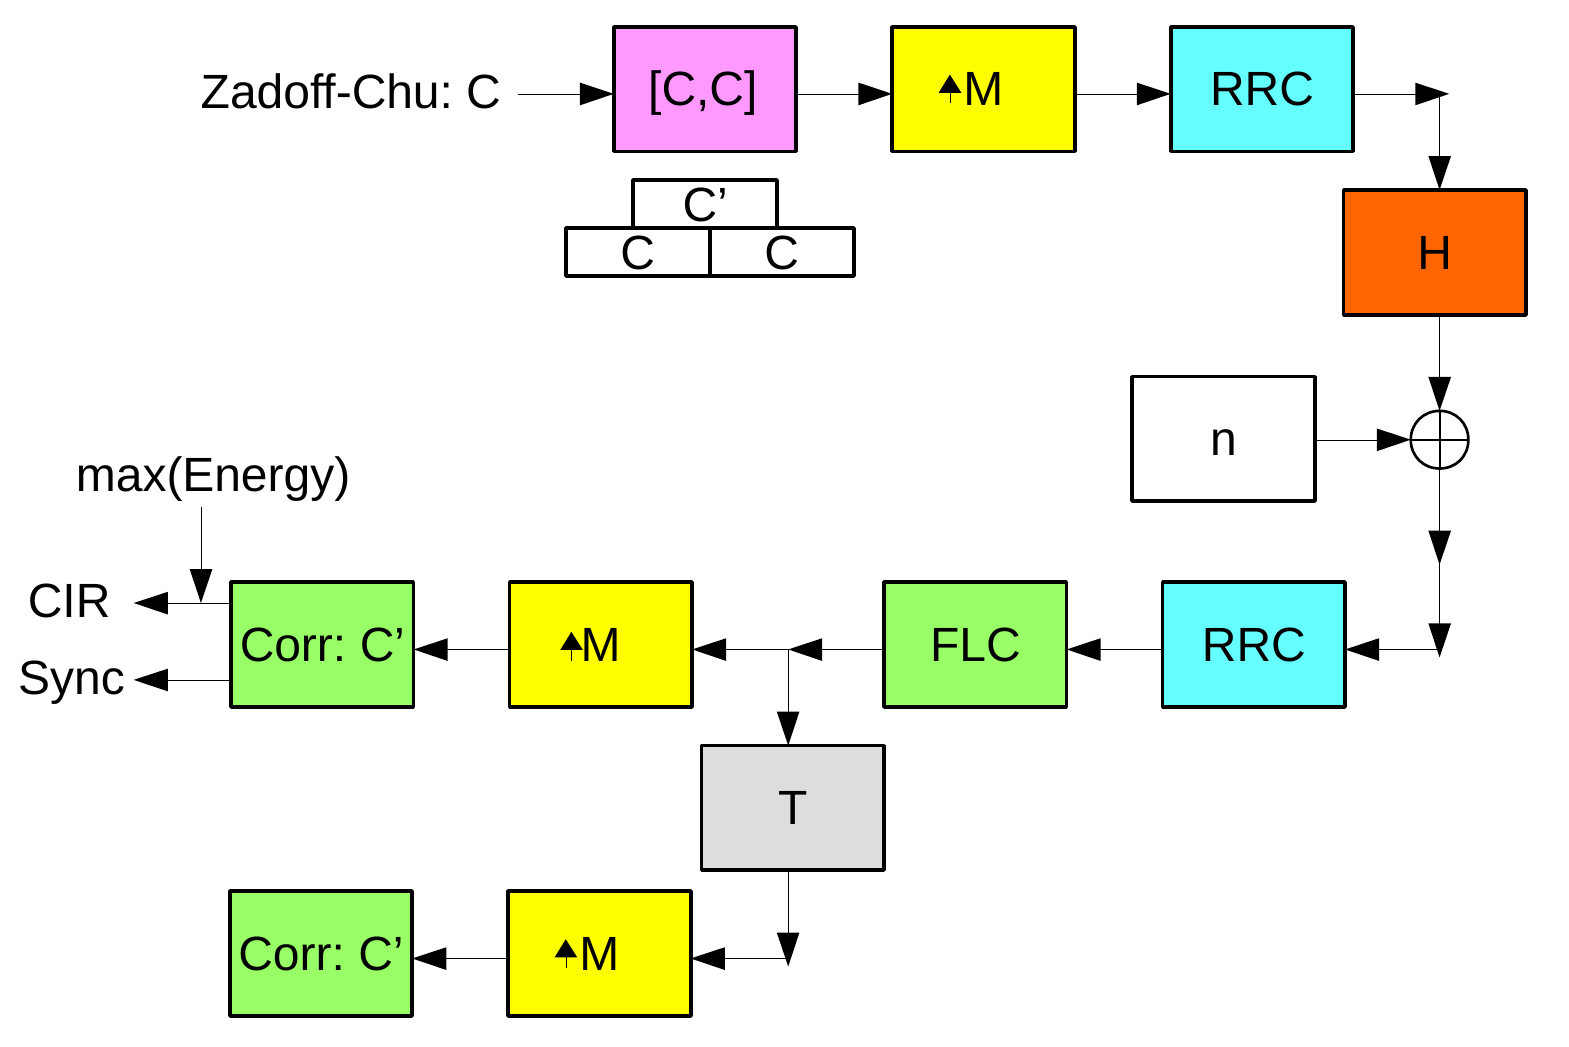 Zadoff-Chu: C
[C,C]
M
RRC
C’
C
C
H
n
max(Energy)
CIR
Sync
Corr: C’
M
FLC
RRC
T
Corr: C’
M